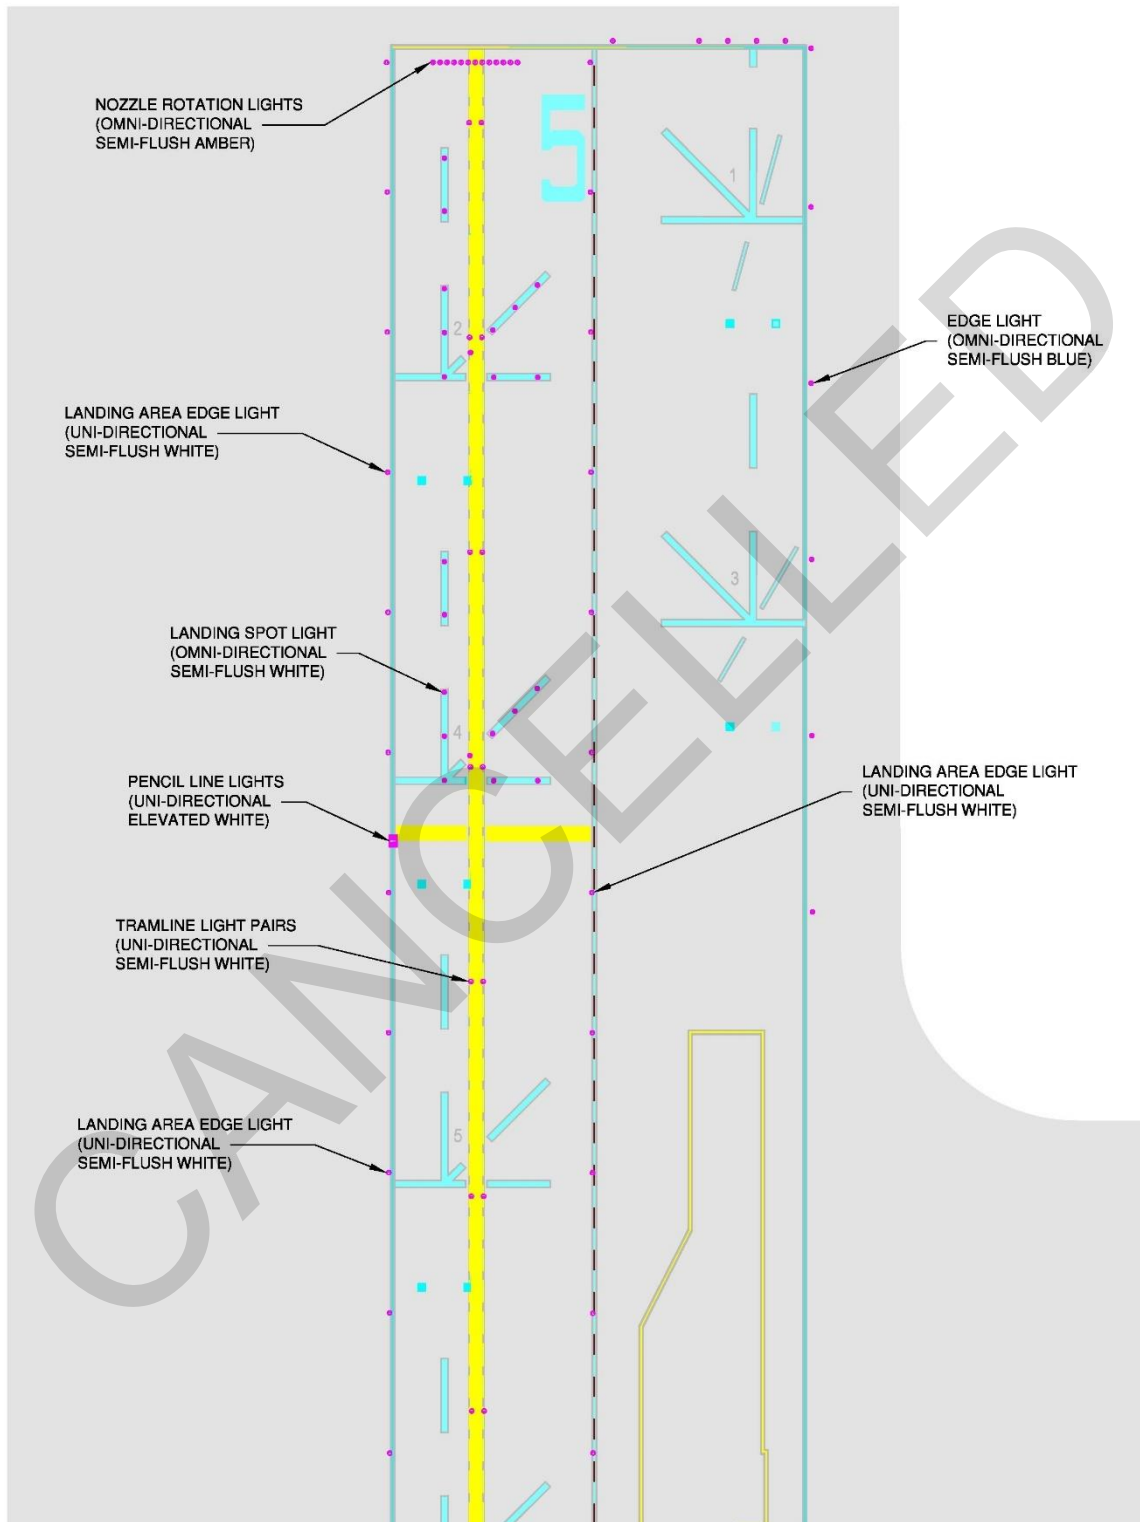 NOZZLE ROTATION LIGHTS
(OMNI-DIRECTIONAL
SEMI-FLUSH AMBER)
5
1
EDGE LIGHT
(OMNI-DIRECTIONAL
SEMI-FLUSH BLUE)
2
LANDING AREA EDGE LIGHT
(UNI-DIRECTIONAL
SEMI-FLUSH WHITE)
3
LANDING SPOT LIGHT
(OMNI-DIRECTIONAL
SEMI-FLUSH WHITE)
4
PENCIL LINE LIGHTS
(UNI-DIRECTIONAL
ELEVATED WHITE)
LANDING AREA EDGE LIGHT
(UNI-DIRECTIONAL
SEMI-FLUSH WHITE)
TRAMLINE LIGHT PAIRS
(UNI-DIRECTIONAL
SEMI-FLUSH WHITE)
LANDING AREA EDGE LIGHT
(UNI-DIRECTIONAL
SEMI-FLUSH WHITE)
5
CANCELLED